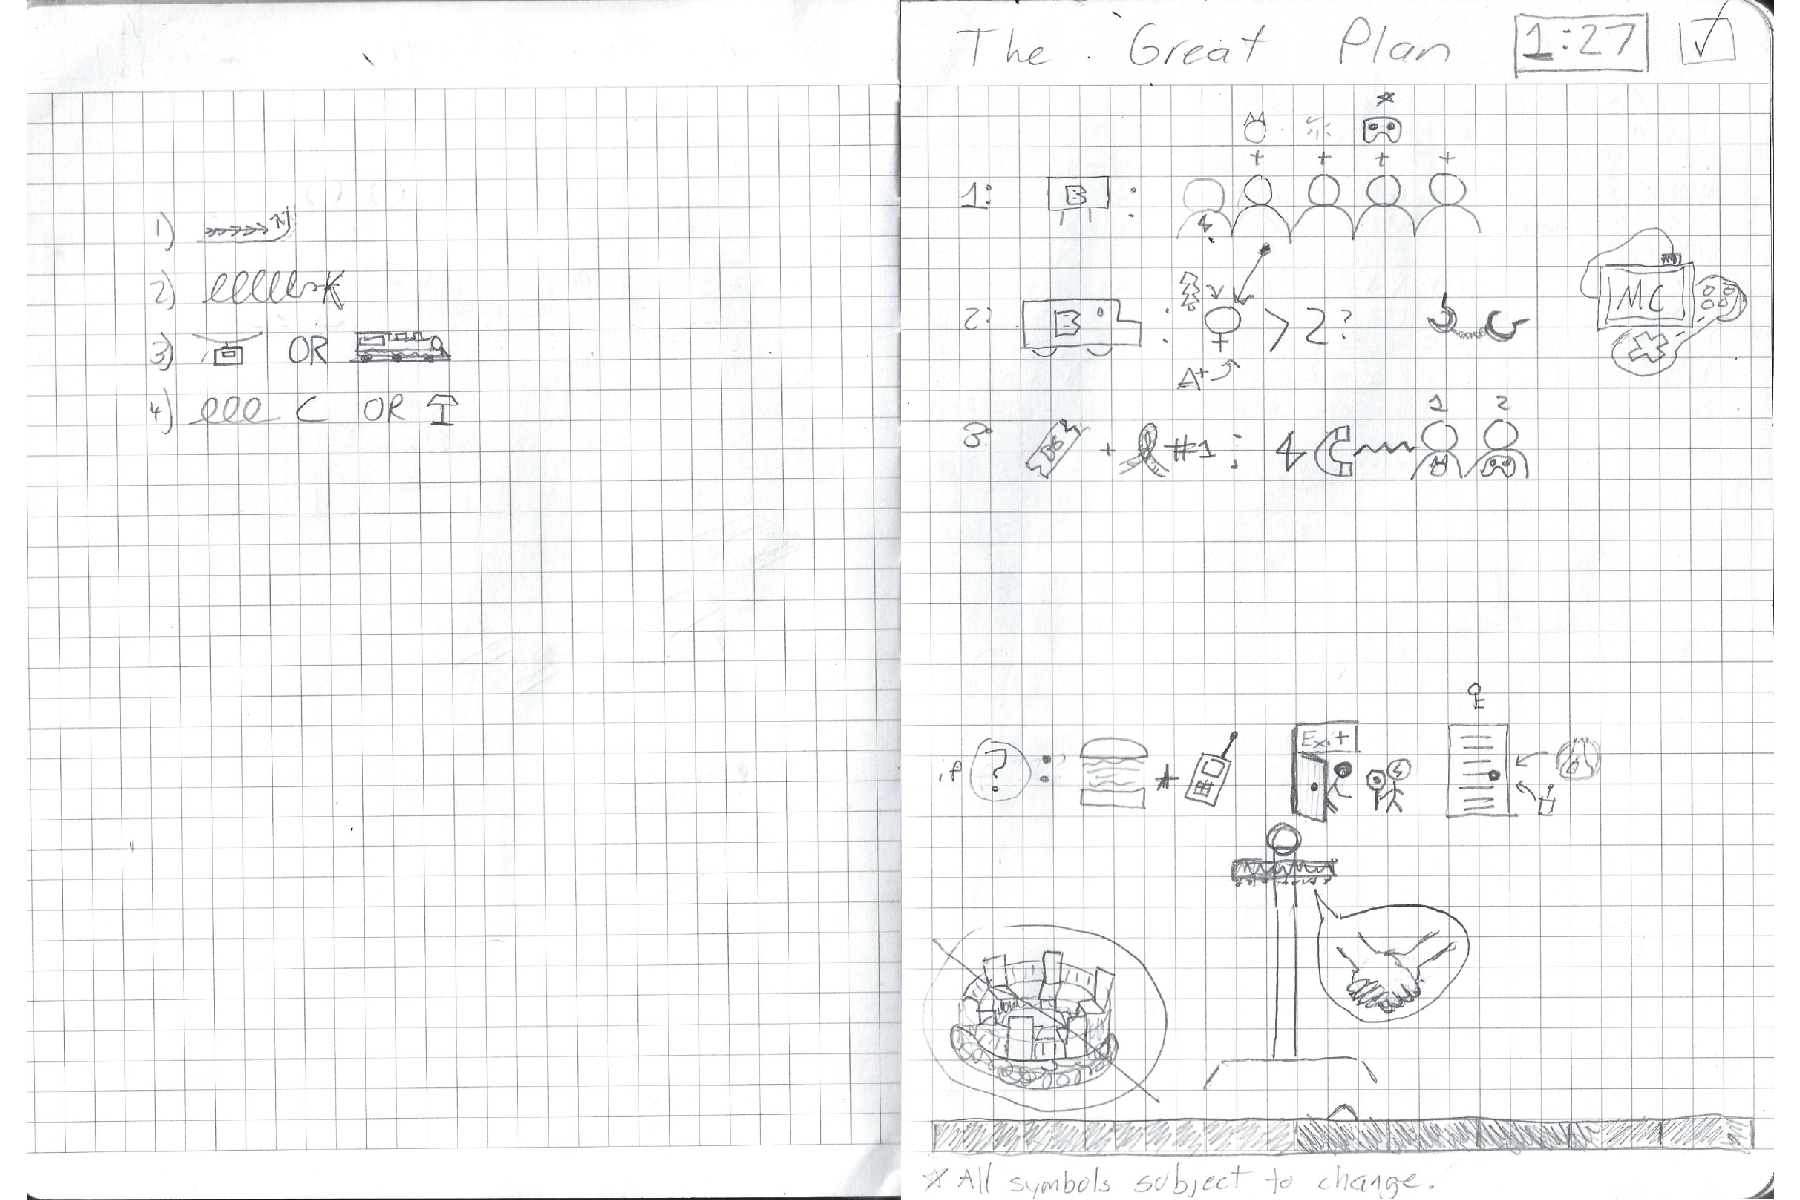 1)
2)
3) OR
4) C OR
The Great Plan 1:27
1: B :
2: B : > 2?
A+
MC
3: + #1 :
1 2
if ? : +
Exit
* All symbols subject to change.